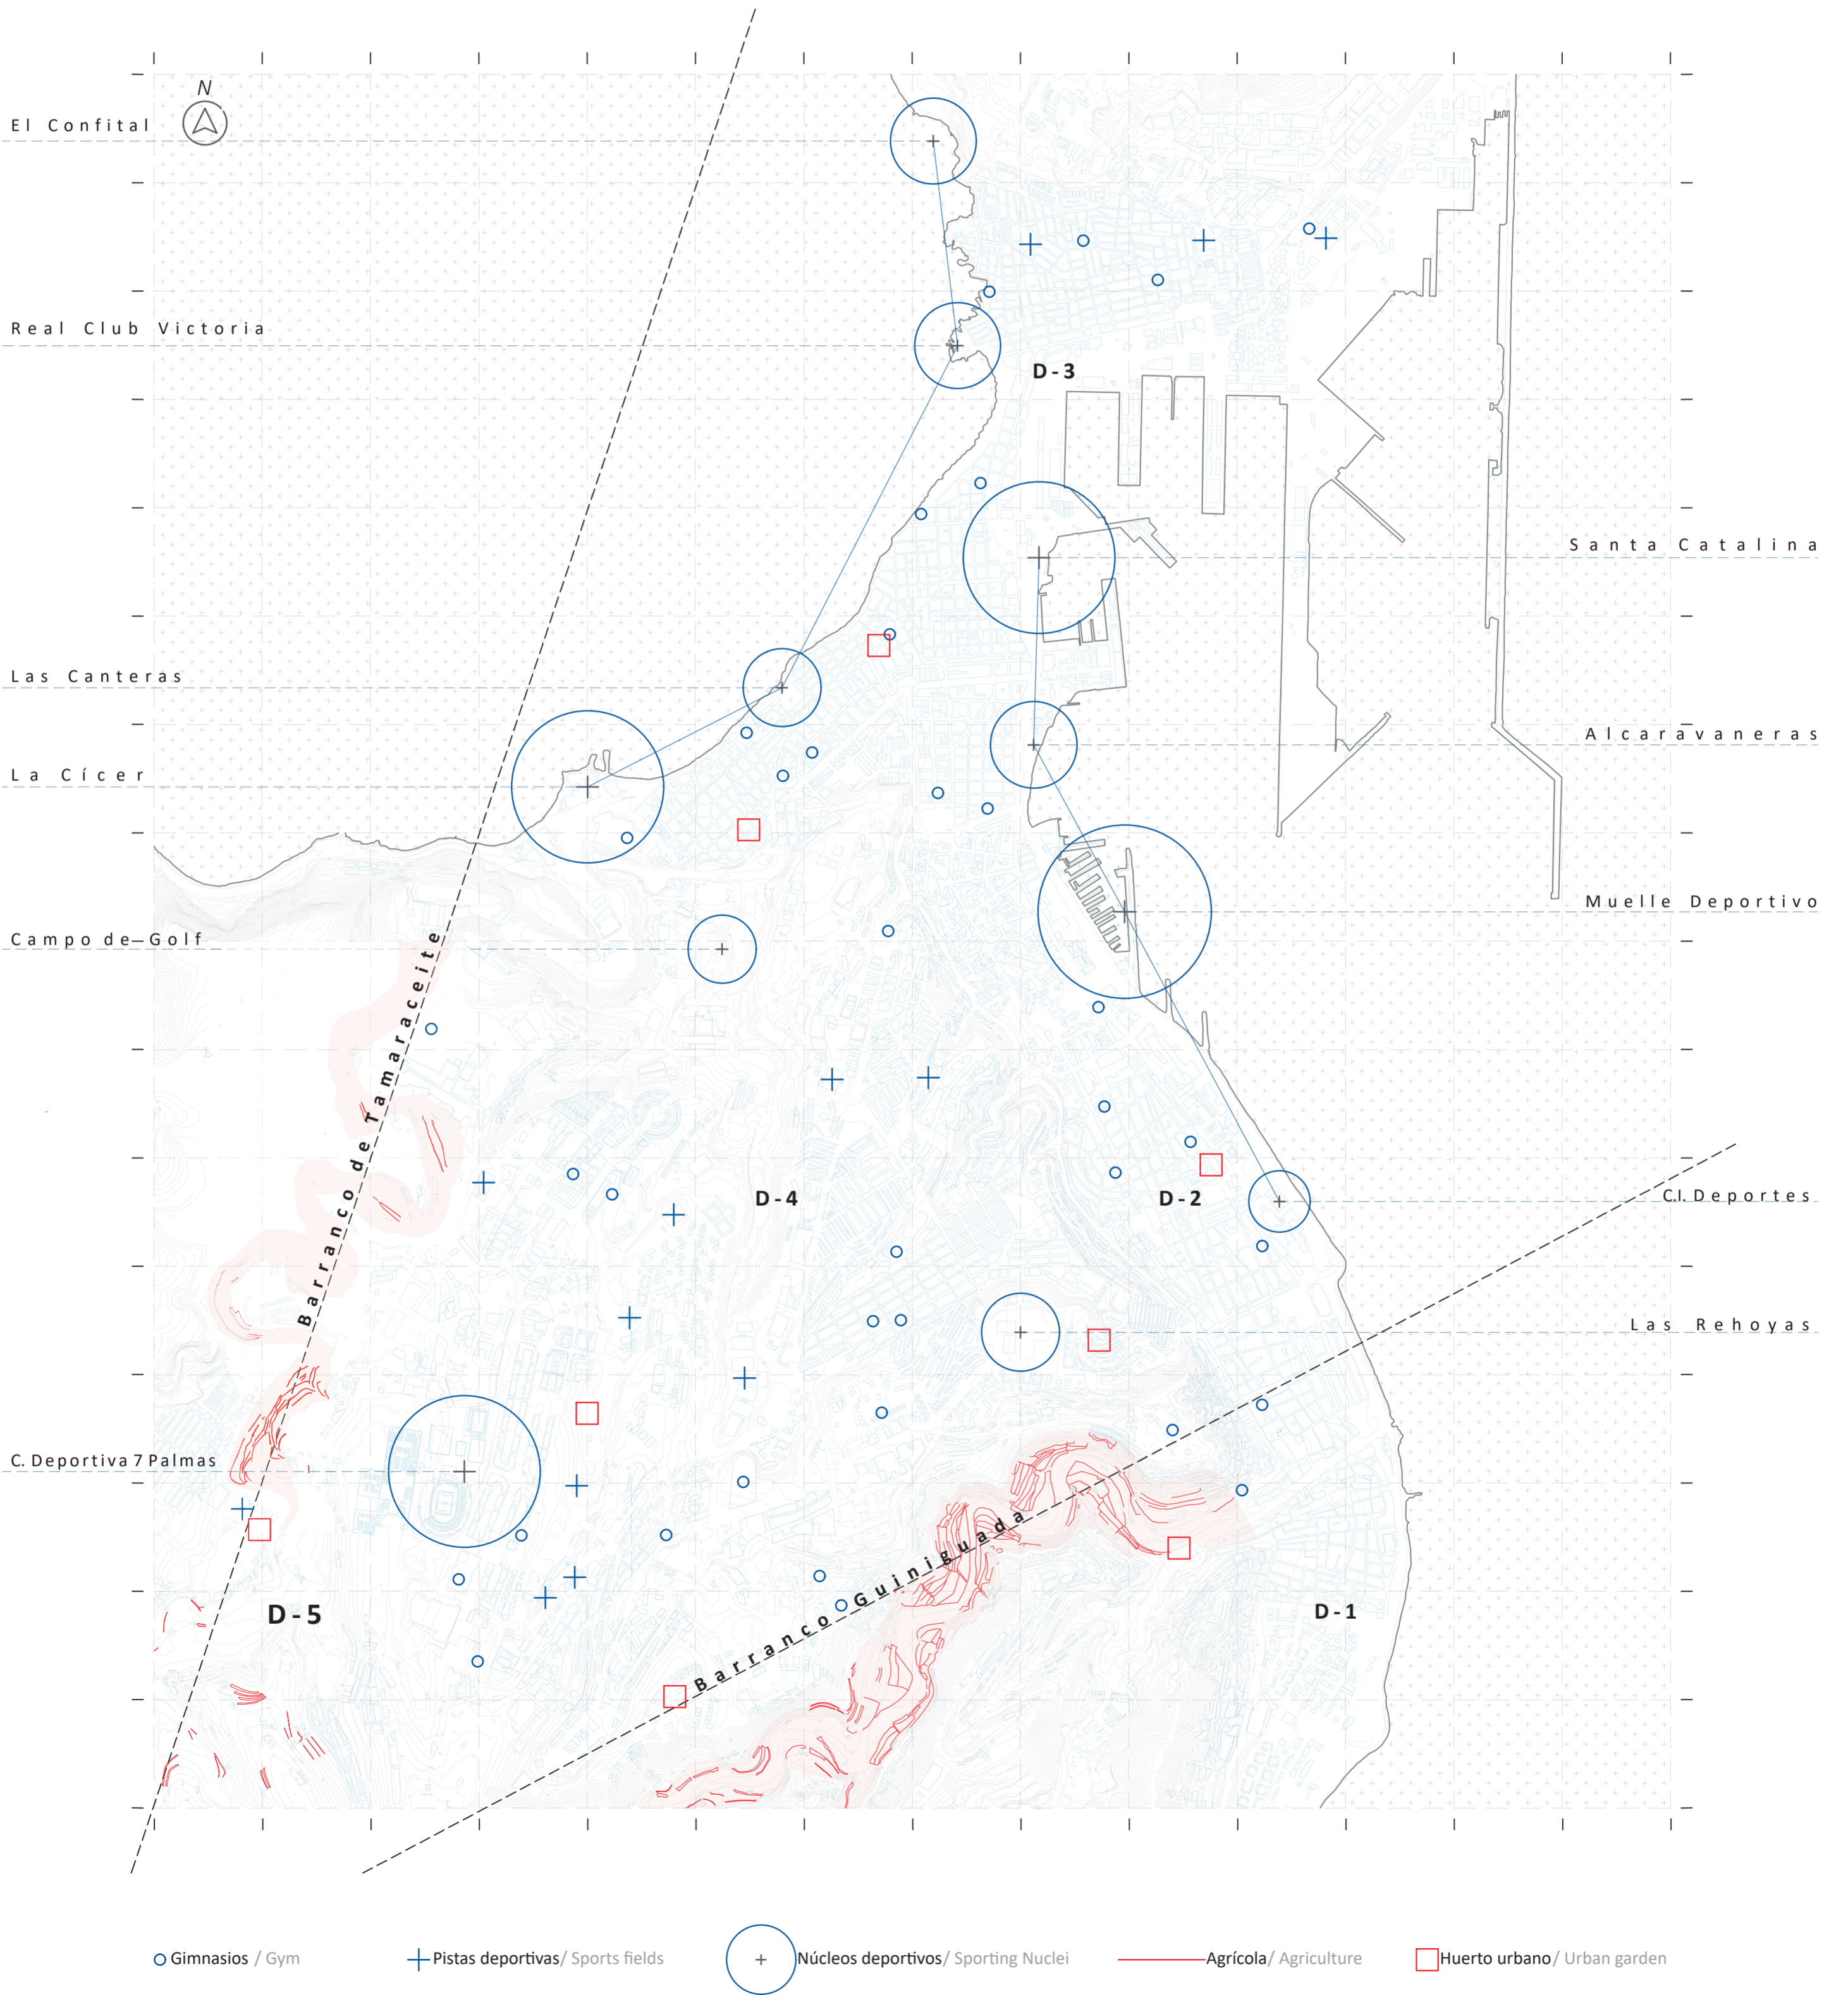 N
El Confital
Real Club Victoria
D-3
Santa Catalina
Las Canteras
Alcaravaneras
La Cícer
Muelle Deportivo
Campo de Golf
Barranco de Tamaraceite
D-4
D-2
C.I. Deportes
Las Rehoyas
C. Deportiva 7 Palmas
Barranco Guiniguada
D-5
D-1
Gimnasios / Gym
Pistas deportivas / Sports fields
Núcleos deportivos / Sporting Nuclei
Agrícola / Agriculture
Huerto urbano / Urban garden